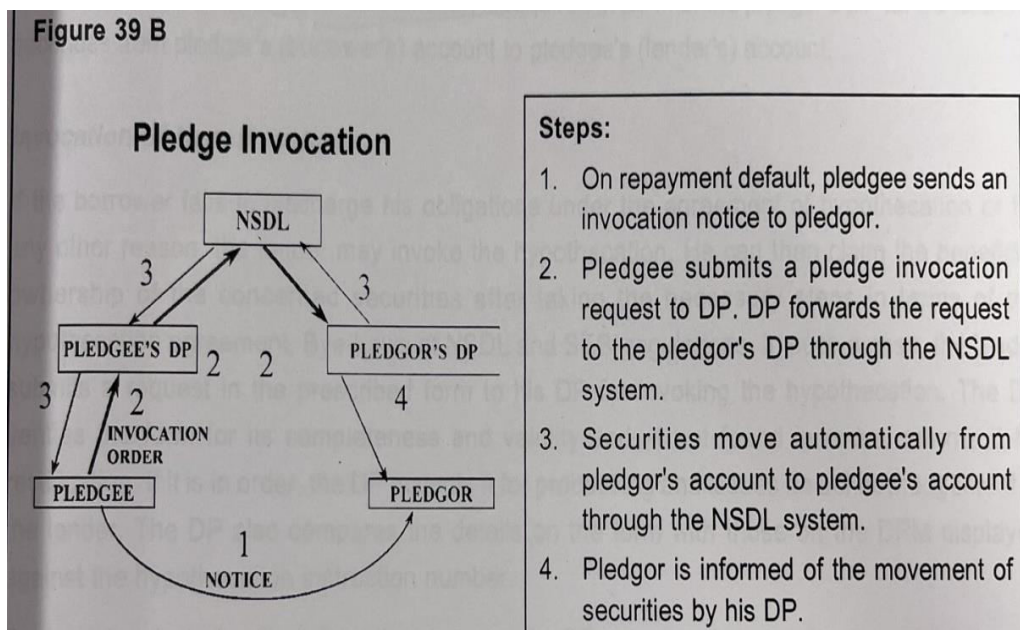 Figure 39 B
Pledge Invocation
NSDL
3
3
PLEDGEE'S DP
2
2
PLEDGOR'S DP
3
2
4
INVOCATION
ORDER
PLEDGEE
PLEDGOR
1
NOTICE
Steps:
1. On repayment default, pledgee sends an
invocation notice to pledgor.
2. Pledgee submits a pledge invocation
request to DP. DP forwards the request
to the pledgor's DP through the NSDL
system.
3. Securities move automatically from
pledgor's account to pledgee's account
through the NSDL system.
4. Pledgor is informed of the movement of
securities by his DP.